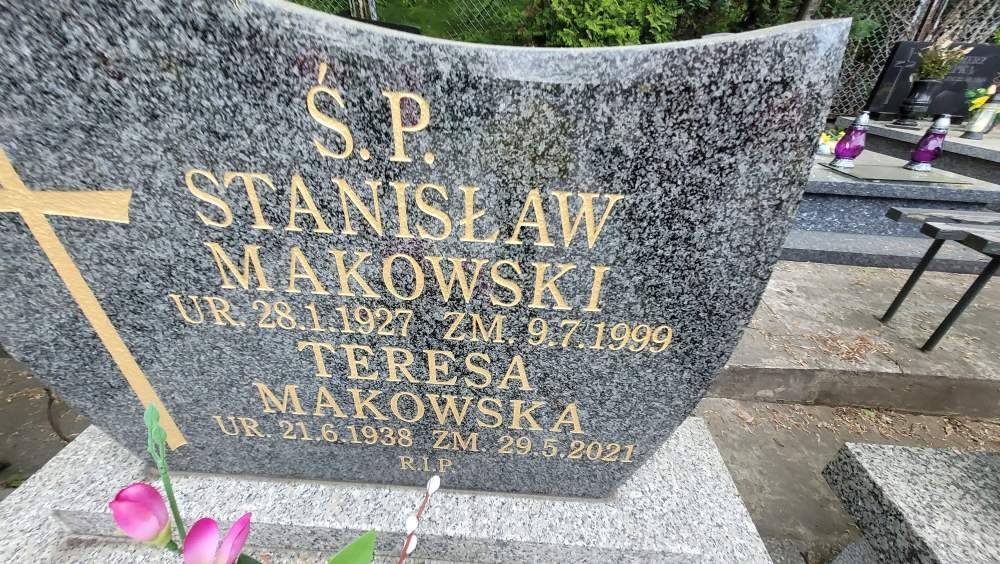 Ś.P.
STANISŁAW
MAKOWSKI
UR. 28.1.1927 ZM. 9.7.1999
TERESA
MAKOWSKA
UR. 21.6.1938 ZM. 29.5.2021
R.I.P.